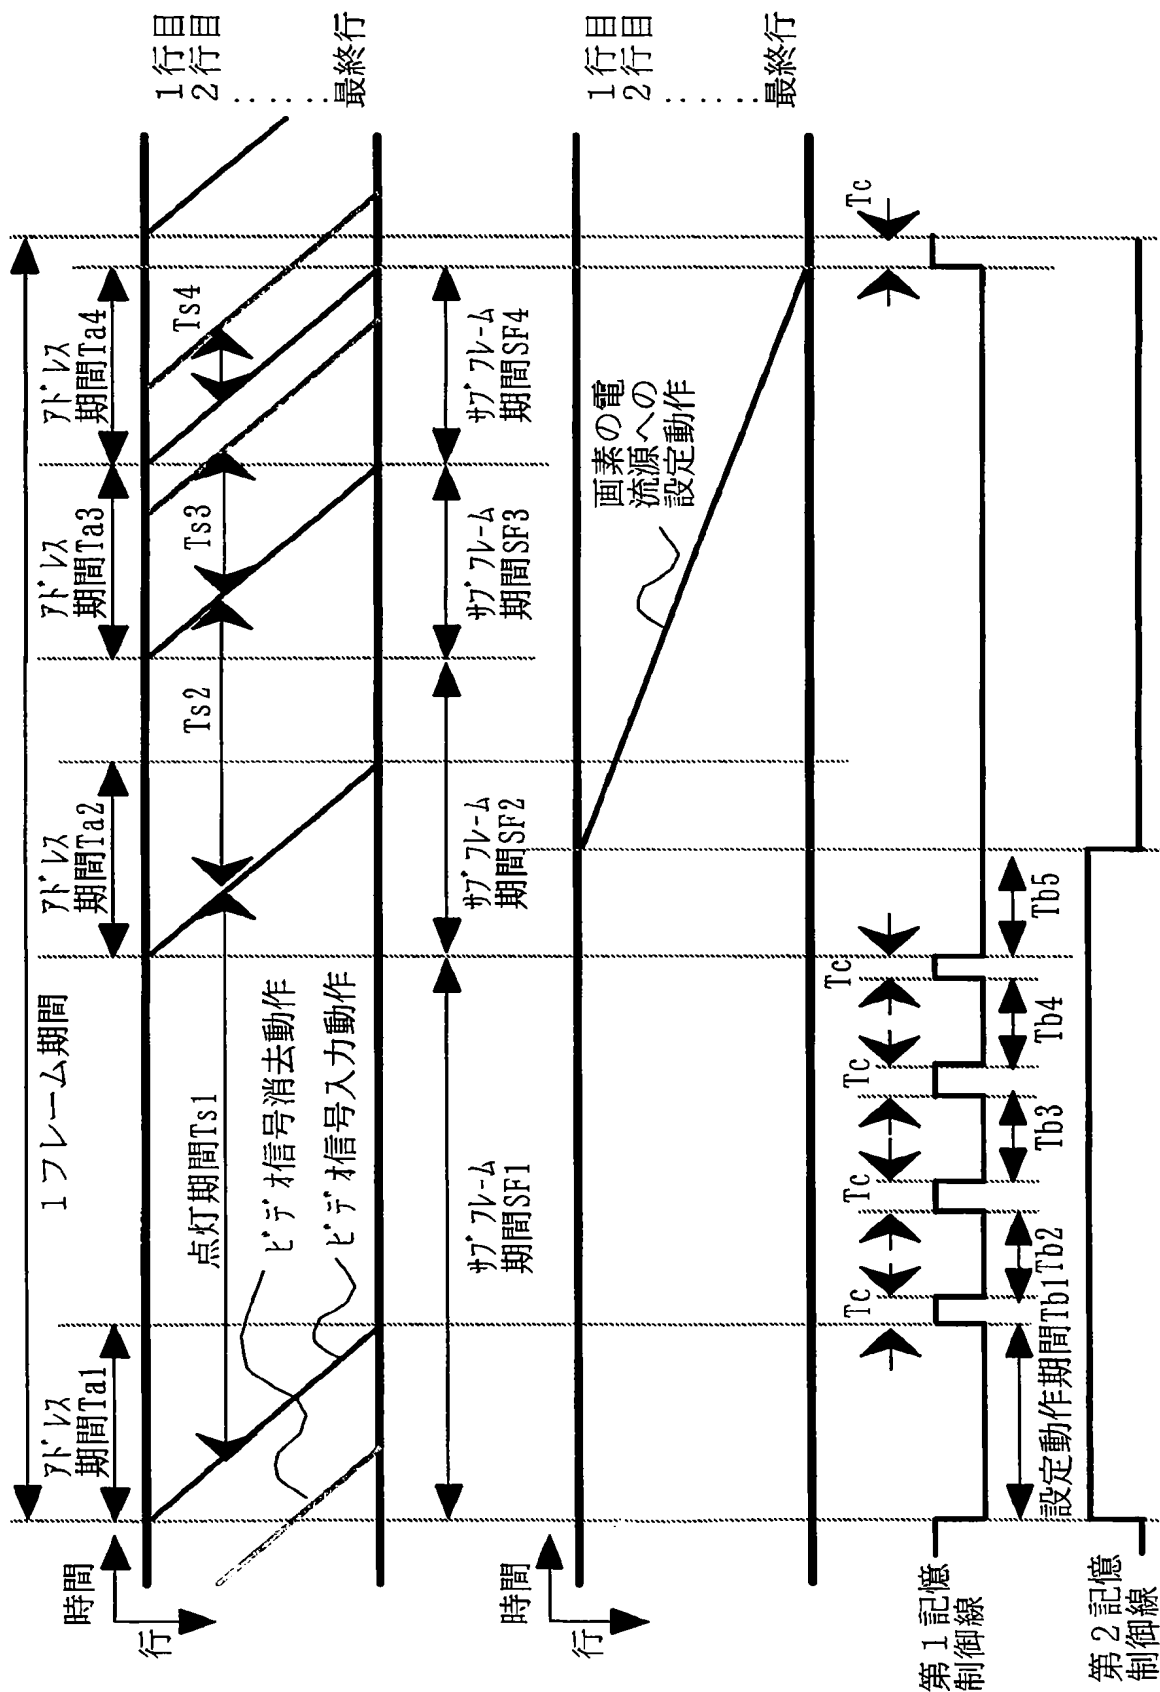 1フレーム期間
アドレス
期間Ta1
アドレス
期間Ta2
アドレス
期間Ta3
アドレス
期間Ta4
時間
行
点灯期間Ts1
Ts2
Ts3
Ts4
1行目
2行目
......
最終行
ビデオ信号消去動作
ビデオ信号入力動作
サブフレーム
期間SF1
サブフレーム
期間SF2
サブフレーム
期間SF3
サブフレーム
期間SF4
時間
行
画素の電
流源への
設定動作
1行目
2行目
......
最終行
Tc
Tc
Tc
Tc
Tc
第1記憶
制御線
設定動作期間Tb1
Tb2
Tb3
Tb4
Tb5
第2記憶
制御線